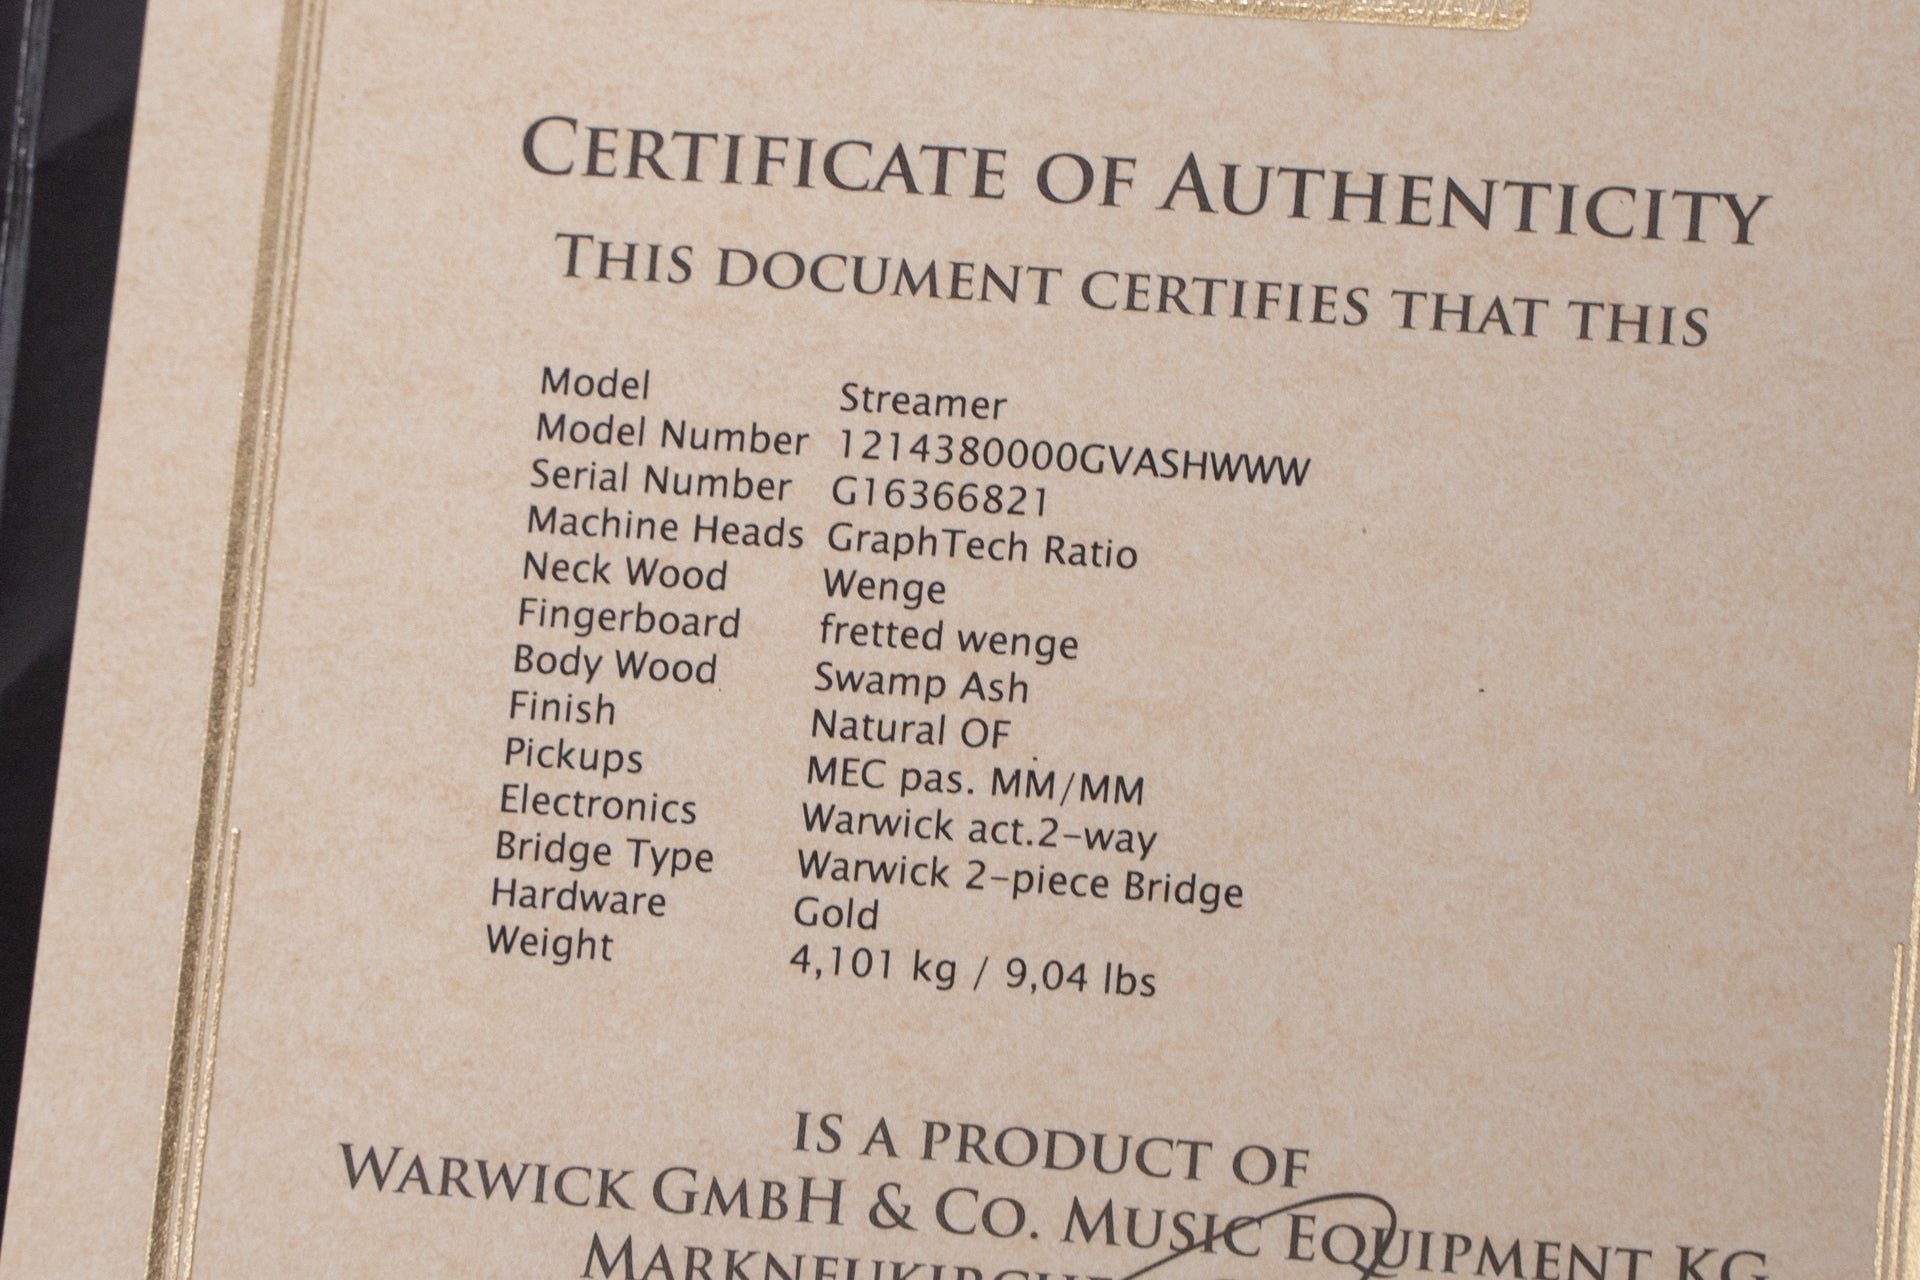 CERTIFICATE OF AUTHENTICITY
THIS DOCUMENT CERTIFIES THAT THIS
Model Streamer
Model Number 1214380000GVASHWWW
Serial Number G16366821
Machine Heads GraphTech Ratio
Neck Wood Wenge
Fingerboard fretted wenge
Body Wood Swamp Ash
Finish Natural OF
Pickups MEC pas. MM/MM
Electronics Warwick act.2-way
Bridge Type Warwick 2-piece Bridge
Hardware Gold
Weight 4,101 kg / 9,04 lbs
IS A PRODUCT OF
WARWICK GMBH & CO. MUSIC EQUIPMENT KG